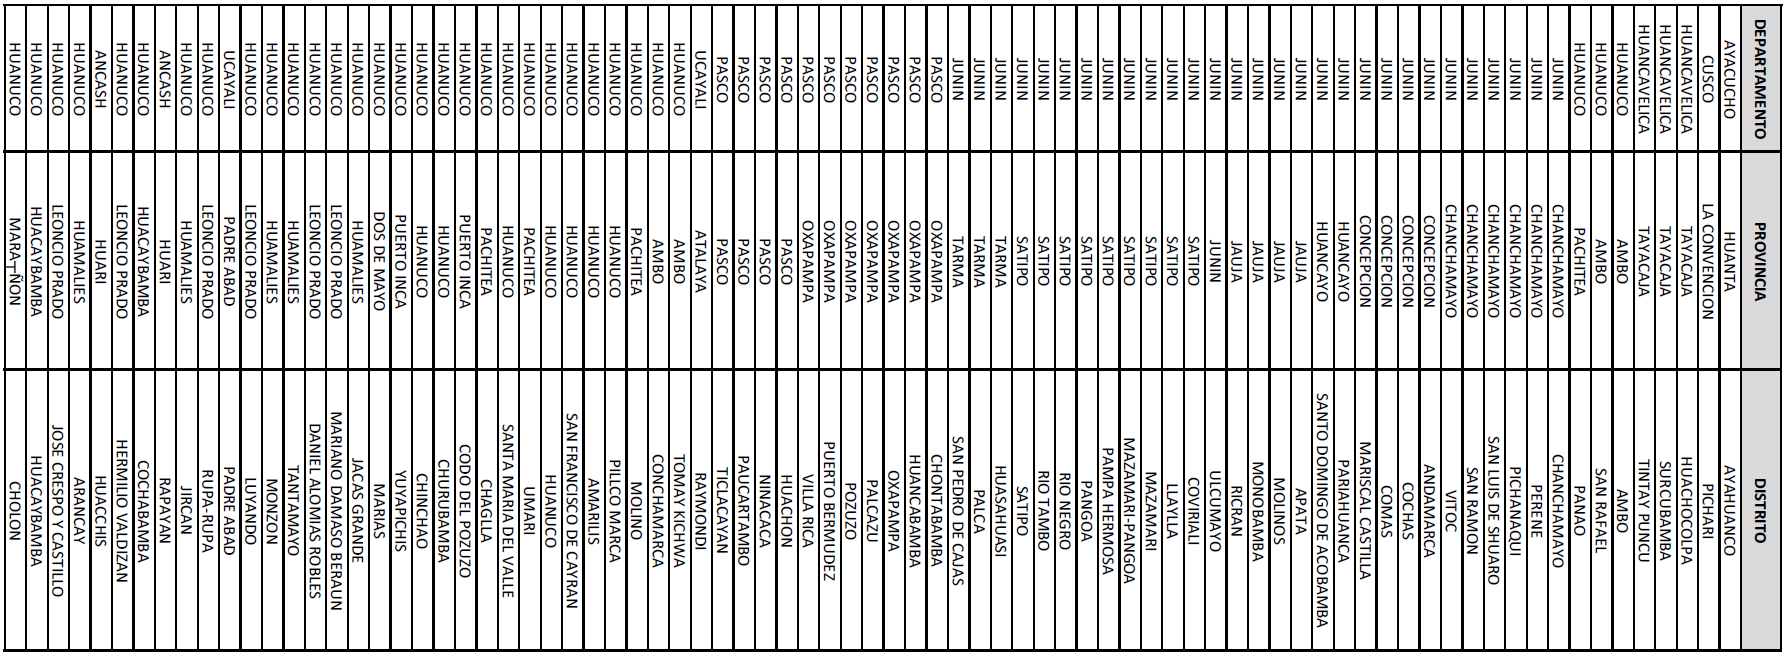 DEPARTAMENTO PROVINCIA DISTRITO
AYACUCHO HUANTA AYAHUANCO
CUSCO LA CONVENCION PICHARI
HUANCAVELICA TAYACAJA HUACHOCOLPA
HUANCAVELICA TAYACAJA SURCUBAMBA
HUANCAVELICA TAYACAJA TINTAY PUNCU
HUANUCO AMBO AMBO
HUANUCO AMBO SAN RAFAEL
HUANUCO PACHITEA PANAO
JUNIN CHANCHAMAYO CHANCHAMAYO
JUNIN CHANCHAMAYO PERENE
JUNIN CHANCHAMAYO PICHANAQUI
JUNIN CHANCHAMAYO SAN LUIS DE SHUARO
JUNIN CHANCHAMAYO SAN RAMON
JUNIN CHANCHAMAYO VITOC
JUNIN CONCEPCION ANDAMARCA
JUNIN CONCEPCION COCHAS
JUNIN CONCEPCION COMAS
JUNIN CONCEPCION MARISCAL CASTILLA
JUNIN HUANCAYO PARIAHUANCA
JUNIN HUANCAYO SANTO DOMINGO DE ACOBAMBA
JUNIN JAUJA APATA
JUNIN JAUJA MOLINOS
JUNIN JAUJA MONOBAMBA
JUNIN JAUJA RICRAN
JUNIN JUNIN ULCUMAYO
JUNIN SATIPO COVIRIALI
JUNIN SATIPO LLAYLLA
JUNIN SATIPO MAZAMARI
JUNIN SATIPO MAZAMARI-PANGOA
JUNIN SATIPO PAMPA HERMOSA
JUNIN SATIPO PANGOA
JUNIN SATIPO RIO NEGRO
JUNIN SATIPO RIO TAMBO
JUNIN SATIPO SATIPO
JUNIN TARMA HUASAHUASI
JUNIN TARMA PALCA
JUNIN TARMA SAN PEDRO DE CAJAS
PASCO OXAPAMPA CHONTABAMBA
PASCO OXAPAMPA HUANCABAMBA
PASCO OXAPAMPA OXAPAMPA
PASCO OXAPAMPA PALCAZU
PASCO OXAPAMPA POZUZO
PASCO OXAPAMPA PUERTO BERMUDEZ
PASCO OXAPAMPA VILLA RICA
PASCO PASCO HUACHON
PASCO PASCO NINACACA
PASCO PASCO PAUCARTAMBO
PASCO PASCO TICLACAYAN
UCAYALI ATALAYA RAYMONDI
HUANUCO AMBO TOMAY KICHWA
HUANUCO AMBO CONCHAMARCA
HUANUCO PACHITEA MOLINO
HUANUCO HUANUCO PILLCO MARCA
HUANUCO HUANUCO AMARILIS
HUANUCO HUANUCO SAN FRANCISCO DE CAYRAN
HUANUCO HUANUCO HUANUCO
HUANUCO PACHITEA UMARI
HUANUCO HUANUCO SANTA MARIA DEL VALLE
HUANUCO PACHITEA CHAGLLA
HUANUCO PUERTO INCA CODO DEL POZUZO
HUANUCO HUANUCO CHURUBAMBA
HUANUCO HUANUCO CHINCHAO
HUANUCO PUERTO INCA YUYAPICHIS
HUANUCO DOS DE MAYO MARIAS
HUANUCO HUAMALIES JACAS GRANDE
HUANUCO LEONCIO PRADO MARIANO DAMASO BERAUN
HUANUCO LEONCIO PRADO DANIEL ALOMIAS ROBLES
HUANUCO HUAMALIES TANTAMAYO
HUANUCO HUAMALIES MONZON
HUANUCO LEONCIO PRADO LUYANDO
UCAYALI PADRE ABAD PADRE ABAD
HUANUCO LEONCIO PRADO RUPA-RUPA
HUANUCO HUAMALIES JIRCAN
ANCASH HUARI RAPAYAN
HUANUCO HUACAYBAMBA COCHABAMBA
HUANUCO LEONCIO PRADO HERMILIO VALDIZAN
ANCASH HUARI HUACCHIS
HUANUCO HUAMALIES ARANCAY
HUANUCO LEONCIO PRADO JOSE CRESPO Y CASTILLO
HUANUCO HUACAYBAMBA HUACAYBAMBA
HUANUCO MARA┬ÑON CHOLON